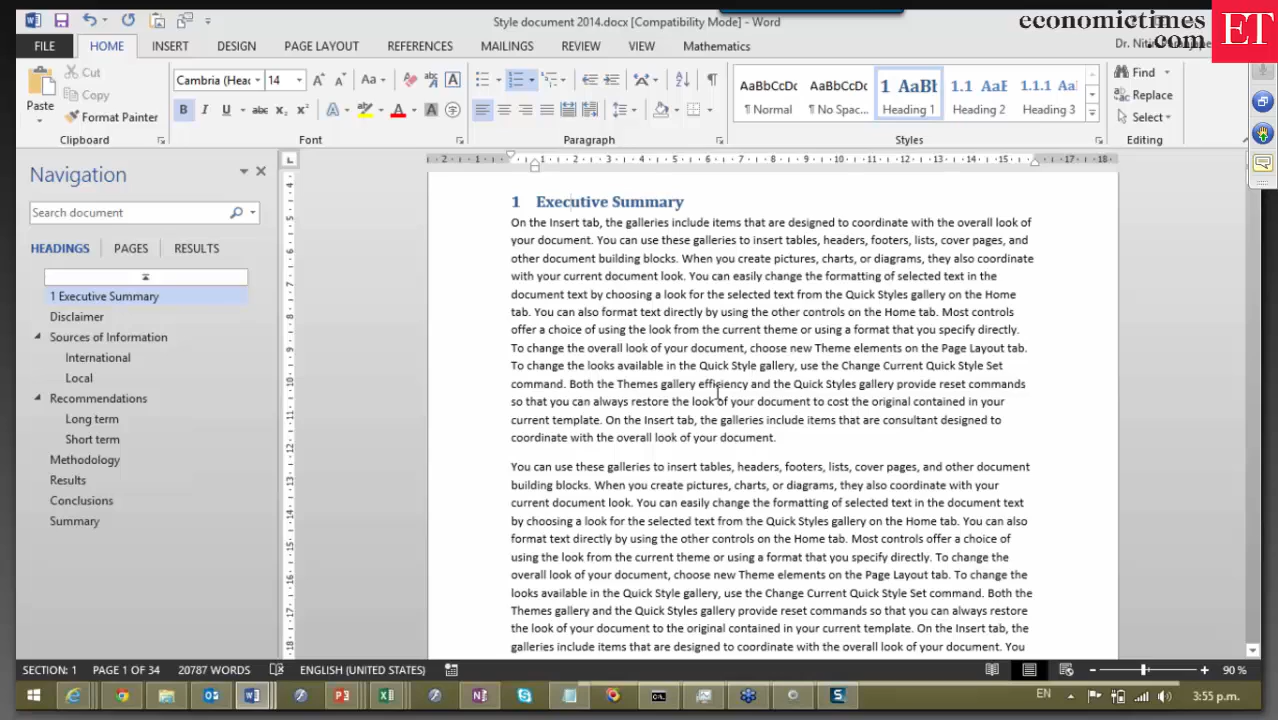 Style document 2014.docx [Compatibility Mode] - Word
economictimes
.com
ET
Dr. Nitin
FILE HOME INSERT DESIGN PAGE LAYOUT REFERENCES MAILINGS REVIEW VIEW Mathematics
Paste
Cut
Copy
Format Painter
Clipboard
Cambria (Head 14
Aa
abc
Font
Paragraph
AaBbCcDc AaBbCcDc 1 AaBb 1.1 AaB 1.1.1 Aa
¶ Normal ¶ No Spac... Heading 1 Heading 2 Heading 3
Styles
Find
Replace
Select
Editing
Navigation
Search document
HEADINGS PAGES RESULTS
1 Executive Summary
Disclaimer
Sources of Information
International
Local
Recommendations
Long term
Short term
Methodology
Results
Conclusions
Summary
2 1 1 2 3 4 5 6 7 8 9 10 11 12 13 14 15 17 18
1 Executive Summary
On the Insert tab, the galleries include items that are designed to coordinate with the overall look of
your document. You can use these galleries to insert tables, headers, footers, lists, cover pages, and
other document building blocks. When you create pictures, charts, or diagrams, they also coordinate
with your current document look. You can easily change the formatting of selected text in the
document text by choosing a look for the selected text from the Quick Styles gallery on the Home
tab. You can also format text directly by using the other controls on the Home tab. Most controls
offer a choice of using the look from the current theme or using a format that you specify directly.
To change the overall look of your document, choose new Theme elements on the Page Layout tab.
To change the looks available in the Quick Style gallery, use the Change Current Quick Style Set
command. Both the Themes gallery efficiency and the Quick Styles gallery provide reset commands
so that you can always restore the look of your document to cost the original contained in your
current template. On the Insert tab, the galleries include items that are consultant designed to
coordinate with the overall look of your document.
You can use these galleries to insert tables, headers, footers, lists, cover pages, and other document
building blocks. When you create pictures, charts, or diagrams, they also coordinate with your
current document look. You can easily change the formatting of selected text in the document text
by choosing a look for the selected text from the Quick Styles gallery on the Home tab. You can also
format text directly by using the other controls on the Home tab. Most controls offer a choice of
using the look from the current theme or using a format that you specify directly. To change the
overall look of your document, choose new Theme elements on the Page Layout tab. To change the
looks available in the Quick Style gallery, use the Change Current Quick Style Set command. Both the
Themes gallery and the Quick Styles gallery provide reset commands so that you can always restore
the look of your document to the original contained in your current template. On the Insert tab, the
galleries include items that are designed to coordinate with the overall look of your document. You
SECTION: 1 PAGE 1 OF 34 20787 WORDS ENGLISH (UNITED STATES) 90 %
EN 3:55 p.m.